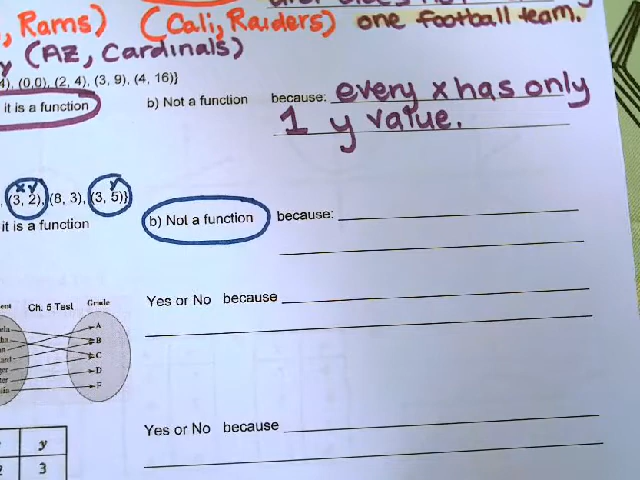 , Rams) (Cali, Raiders) one football team.
y (AZ, Cardinals)
4), (0,0), (2, 4), (3, 9), (4, 16)}
it is a function b) Not a function because: every x has only
1 y value.
x y y
(3, 2), (8, 3), (3, 5)}
it is a function b) Not a function because:
Yes or No because
Ch. 5 Test Grade
A
B
C
D
F
Yes or No because
y
3